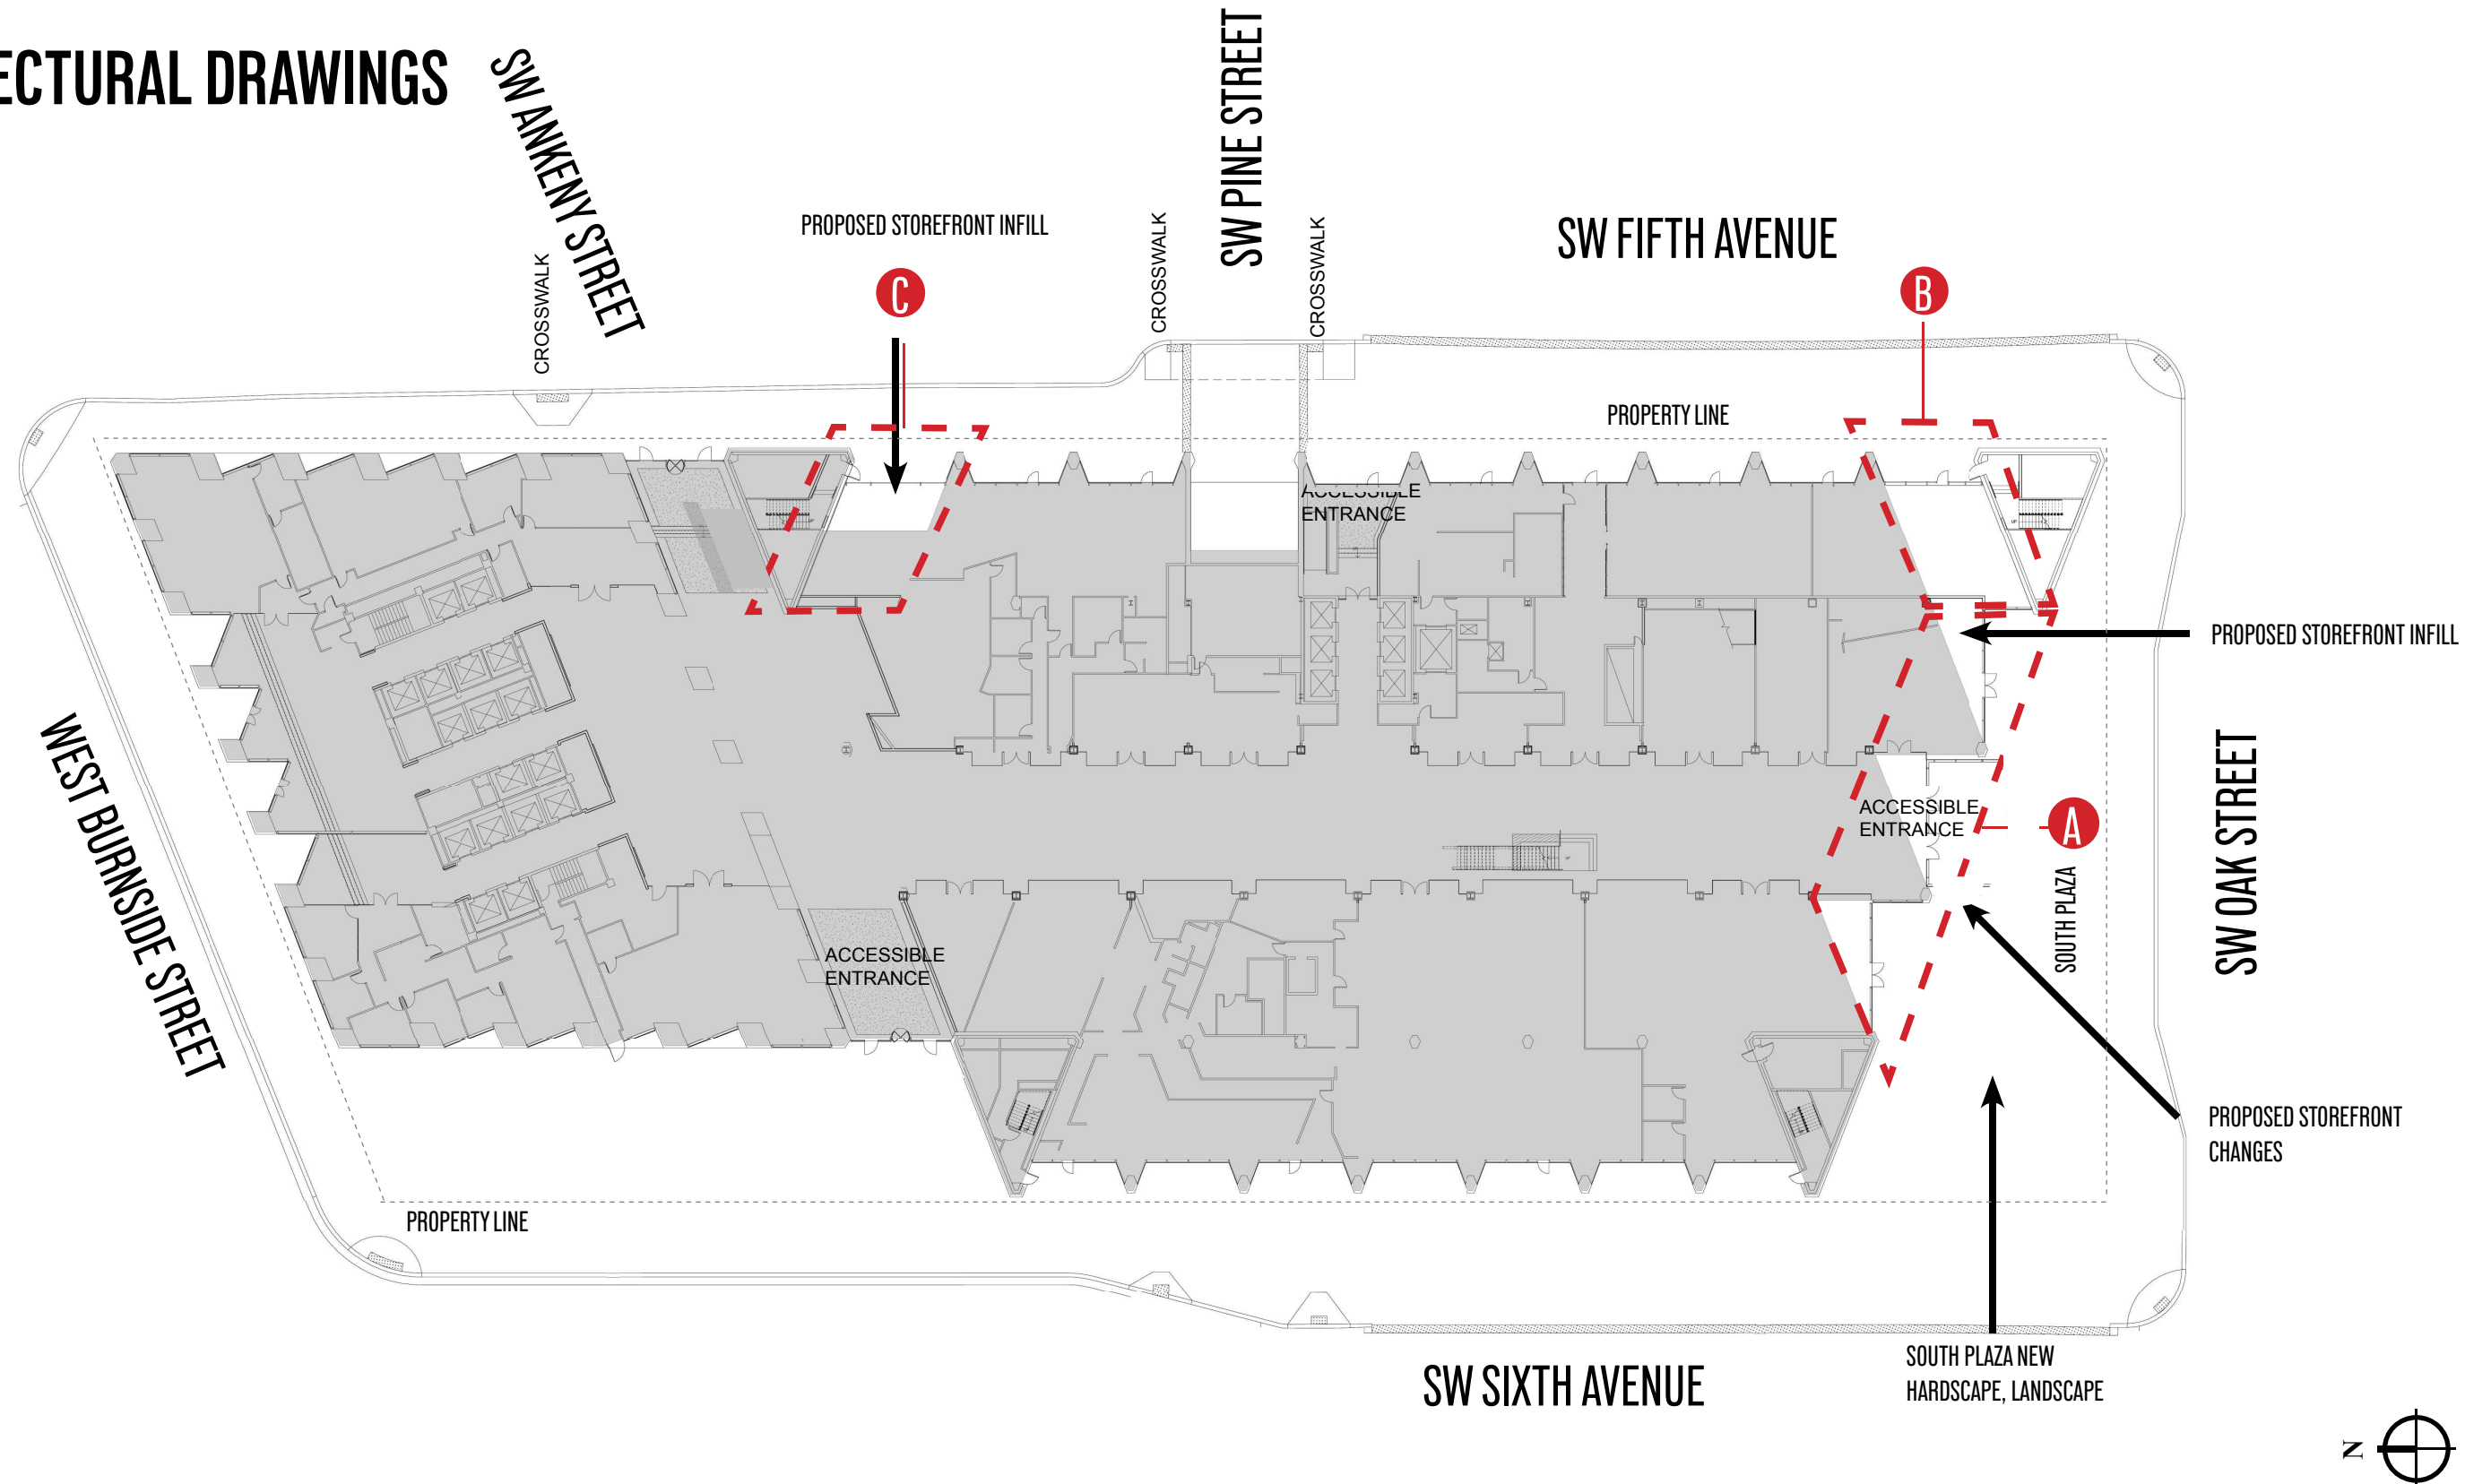 ECTURAL DRAWINGS
SW ANKENY STREET
SW PINE STREET
CROSSWALK
PROPOSED STOREFRONT INFILL
C
CROSSWALK
CROSSWALK
SW FIFTH AVENUE
B
PROPERTY LINE
ACCESSIBLE
ENTRANCE
PROPOSED STOREFRONT INFILL
WEST BURNSIDE STREET
ACCESSIBLE
ENTRANCE
A
SOUTH PLAZA
SW OAK STREET
ACCESSIBLE
ENTRANCE
PROPOSED STOREFRONT
CHANGES
PROPERTY LINE
SW SIXTH AVENUE
SOUTH PLAZA NEW
HARDSCAPE, LANDSCAPE
N